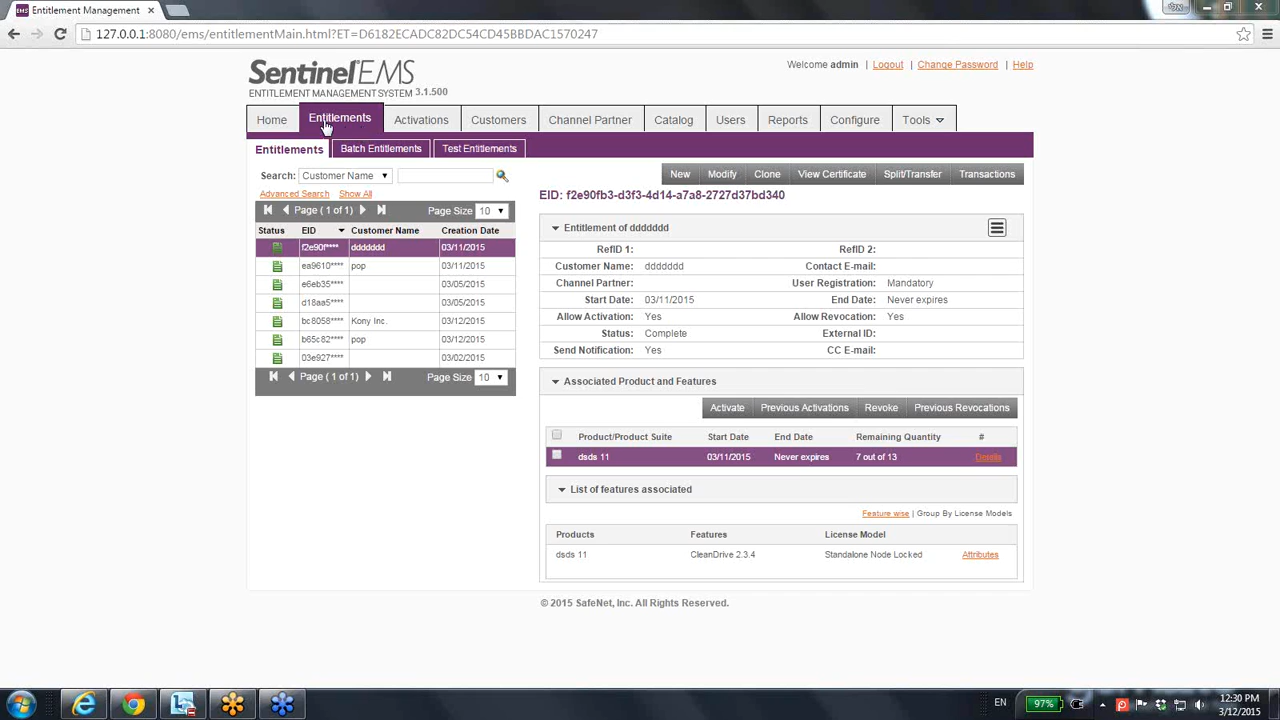 EMS Entitlement Management
127.0.0.1:8080/ems/entitlementMain.html?ET=D6182ECADC82DC54CD45BBDAC1570247
Sentinel EMS
ENTITLEMENT MANAGEMENT SYSTEM 3.1.500
Welcome admin | Logout | Change Password | Help
Home Entitlements Activations Customers Channel Partner Catalog Users Reports Configure Tools
Entitlements Batch Entitlements Test Entitlements
Search: Customer Name
Advanced Search Show All
Page ( 1 of 1) Page Size 10
Status EID Customer Name Creation Date
f2e90f**** ddddddd 03/11/2015
ea9610**** pop 03/11/2015
e6eb35**** 03/05/2015
d18aa5**** 03/05/2015
bc8058**** Kony Inc. 03/12/2015
b65c82**** pop 03/12/2015
03e927**** 03/02/2015
Page ( 1 of 1) Page Size 10
New Modify Clone View Certificate Split/Transfer Transactions
EID: f2e90fb3-d3f3-4d14-a7a8-2727d37bd340
Entitlement of ddddddd
RefID 1: RefID 2:
Customer Name: ddddddd Contact E-mail:
Channel Partner: User Registration: Mandatory
Start Date: 03/11/2015 End Date: Never expires
Allow Activation: Yes Allow Revocation: Yes
Status: Complete External ID:
Send Notification: Yes CC E-mail:
Associated Product and Features
Activate Previous Activations Revoke Previous Revocations
Product/Product Suite Start Date End Date Remaining Quantity #
dsds 11 03/11/2015 Never expires 7 out of 13 Details
List of features associated
Feature wise | Group By License Models
Products Features License Model
dsds 11 CleanDrive 2.3.4 Standalone Node Locked Attributes
© 2015 SafeNet, Inc. All Rights Reserved.
EN 97% 12:30 PM
3/12/2015